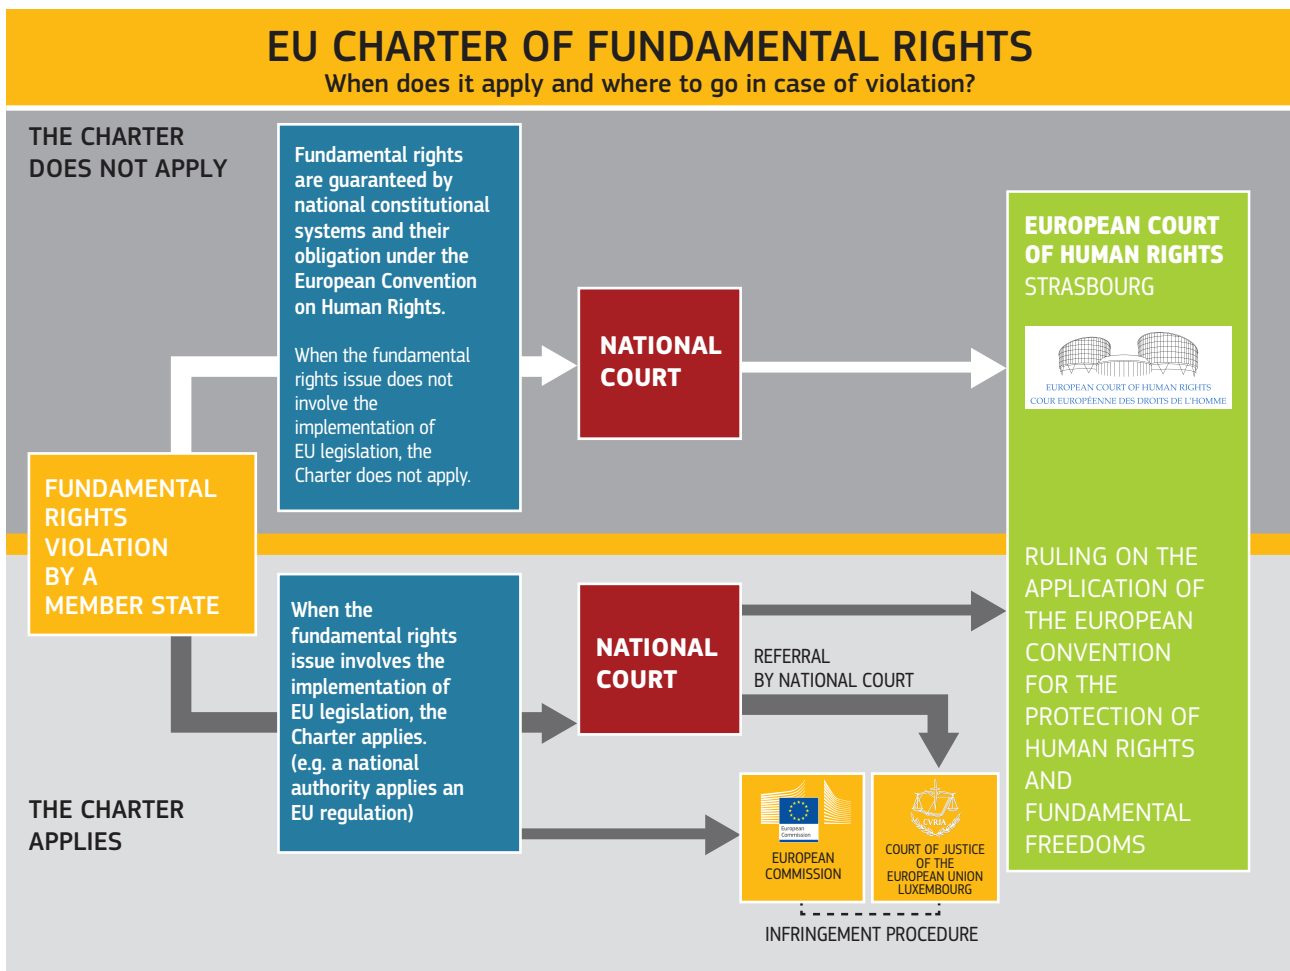 EU CHARTER OF FUNDAMENTAL RIGHTS
When does it apply and where to go in case of violation?
THE CHARTER
DOES NOT APPLY
Fundamental rights
are guaranteed by
national constitutional
systems and their
obligation under the
European Convention
on Human Rights.
When the fundamental
rights issue does not
involve the
implementation of
EU legislation, the
Charter does not apply.
NATIONAL
COURT
EUROPEAN COURT
OF HUMAN RIGHTS
STRASBOURG
EUROPEAN COURT OF HUMAN RIGHTS
COUR EUROPÉENNE DES DROITS DE L'HOMME
FUNDAMENTAL
RIGHTS
VIOLATION
BY A
MEMBER STATE
When the
fundamental rights
issue involves the
implementation of
EU legislation, the
Charter applies.
(e.g. a national
authority applies an
EU regulation)
NATIONAL
COURT
REFERRAL
BY NATIONAL COURT
RULING ON THE
APPLICATION OF
THE EUROPEAN
CONVENTION
FOR THE
PROTECTION OF
HUMAN RIGHTS
AND
FUNDAMENTAL
FREEDOMS
THE CHARTER
APPLIES
European
Commission
EUROPEAN
COMMISSION
CVRIA
COURT OF JUSTICE
OF THE
EUROPEAN UNION
LUXEMBOURG
INFRINGEMENT PROCEDURE